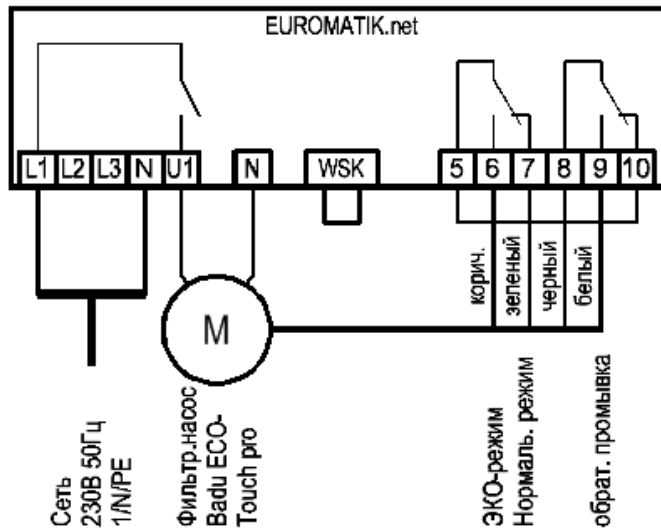 EUROMATIK.net
L1 L2 L3 N U1 N WSK 5 6 7 8 9 10
корич.
зеленый
черный
белый
M
Сеть
230В 50Гц
1/N/PE
Фильтр.насос
Badu ECO-
Touch pro
ЭКО-режим
Нормаль. режим
обрат. промывка